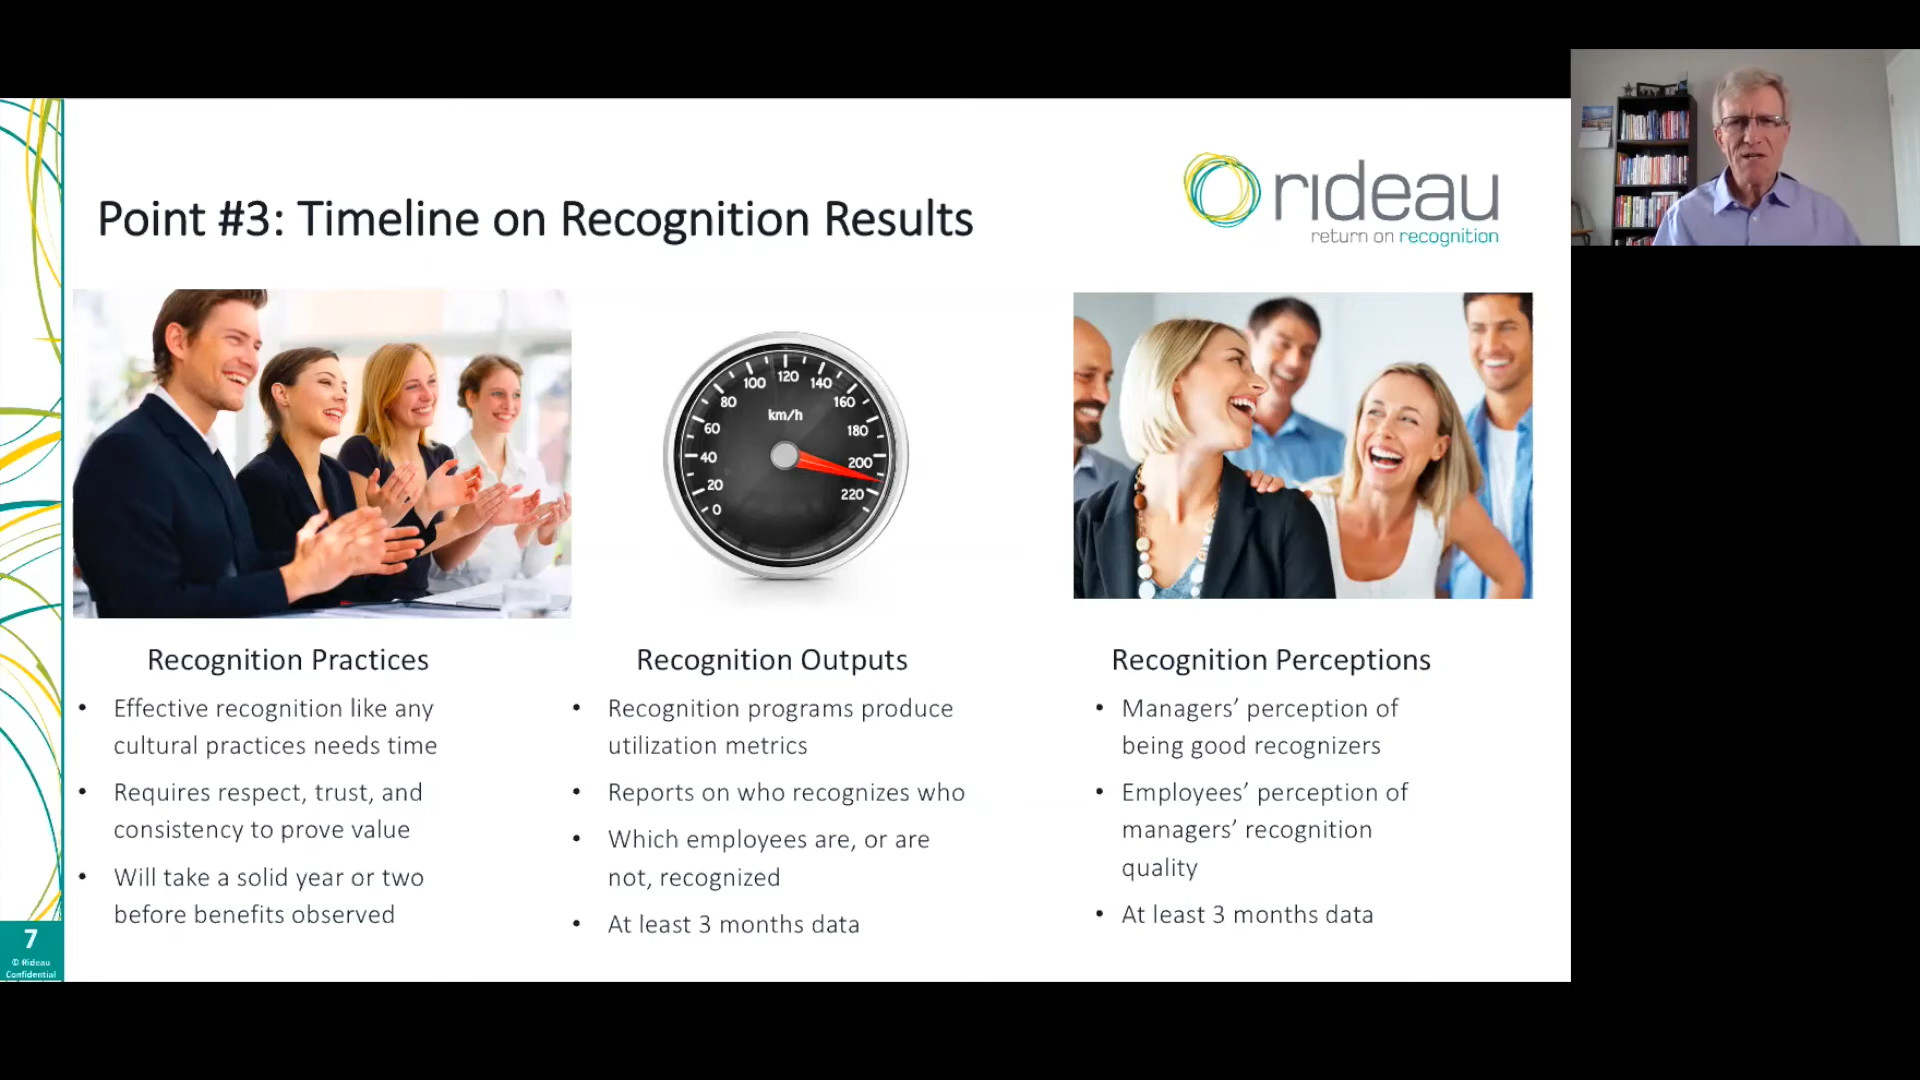 Point #3: Timeline on Recognition Results
rideau
return on recognition
100 120 140
80 160
km/h
60 180
40 200
20 220
0
Recognition Practices
• Effective recognition like any
cultural practices needs time
• Requires respect, trust, and
consistency to prove value
• Will take a solid year or two
before benefits observed
Recognition Outputs
• Recognition programs produce
utilization metrics
• Reports on who recognizes who
• Which employees are, or are
not, recognized
• At least 3 months data
Recognition Perceptions
• Managers’ perception of
being good recognizers
• Employees’ perception of
managers’ recognition
quality
• At least 3 months data
7
© Rideau
Confidential